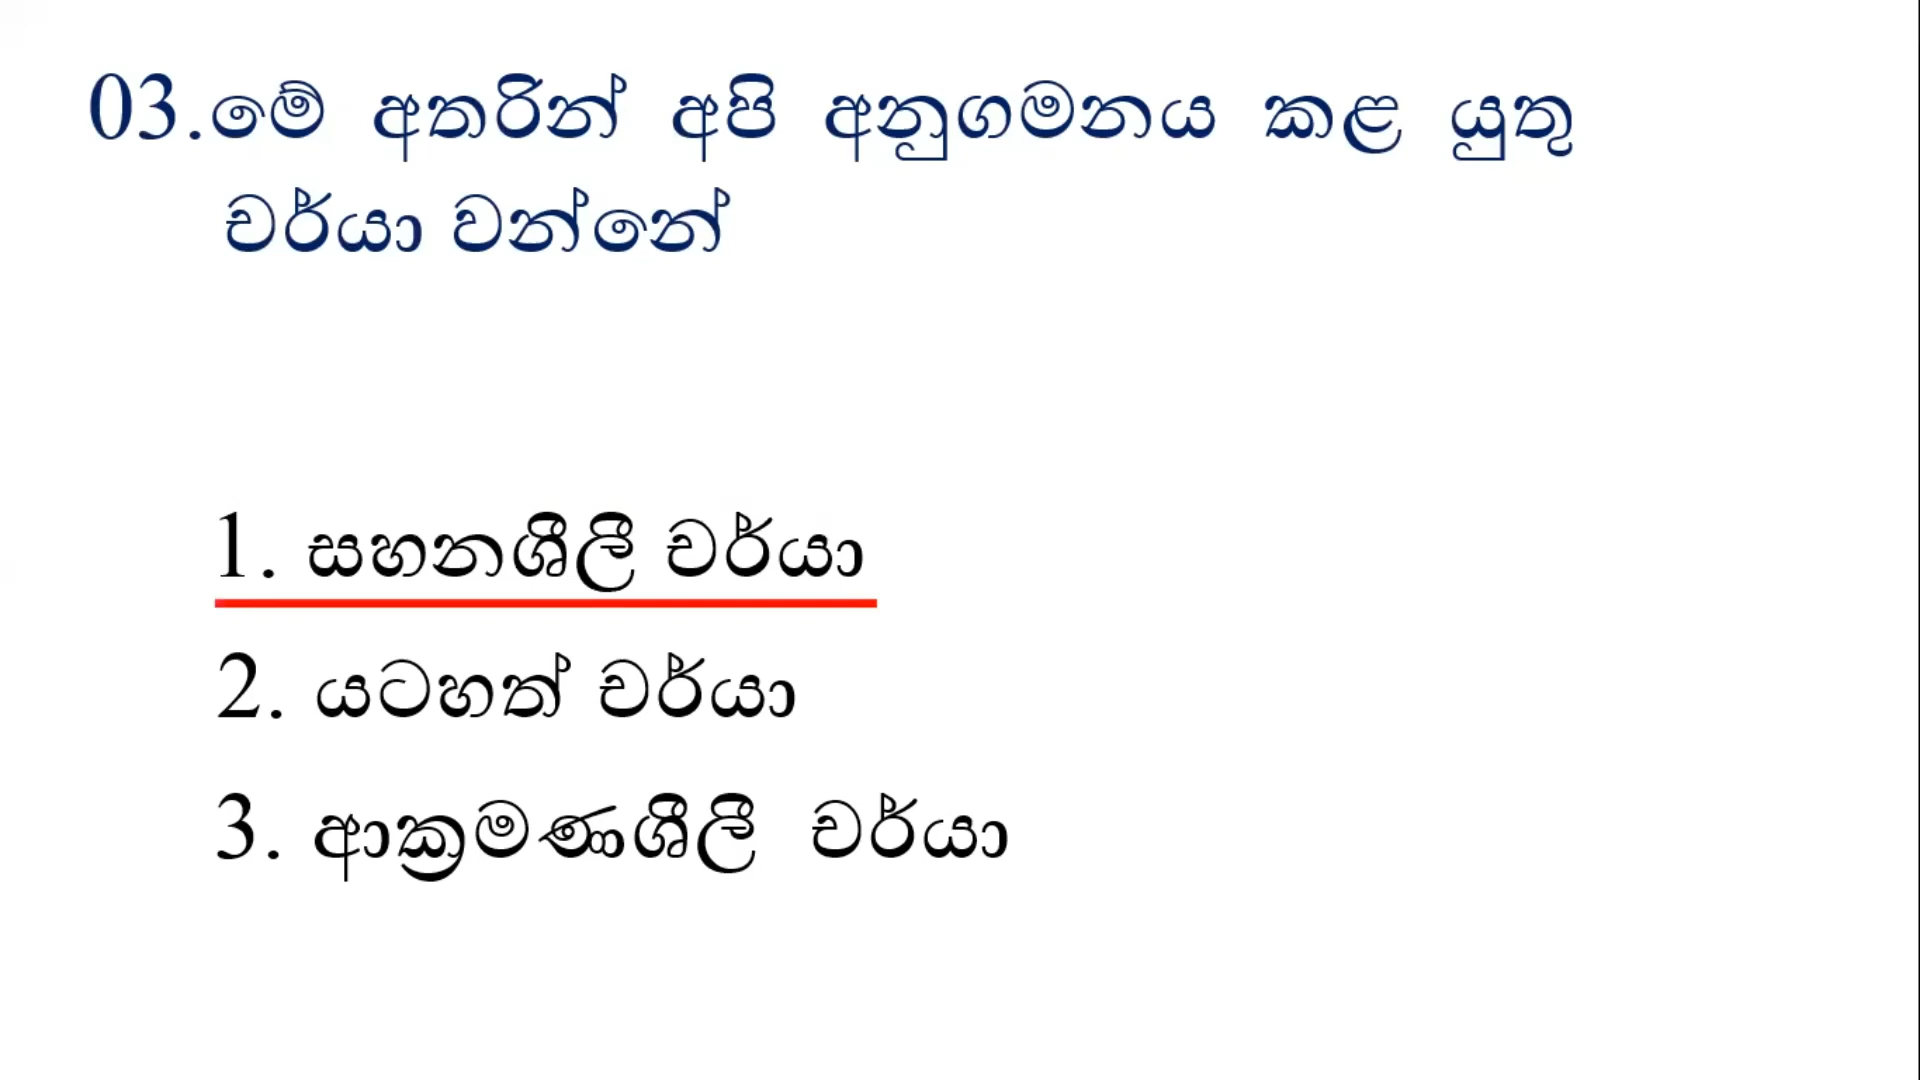 03.මේ අතරින් අපි අනුගමනය කළ යුතු
චර්යා වන්නේ
1. සහනශීලී චර්යා
2. යටහත් චර්යා
3. ආක්‍රමණශීලී චර්යා